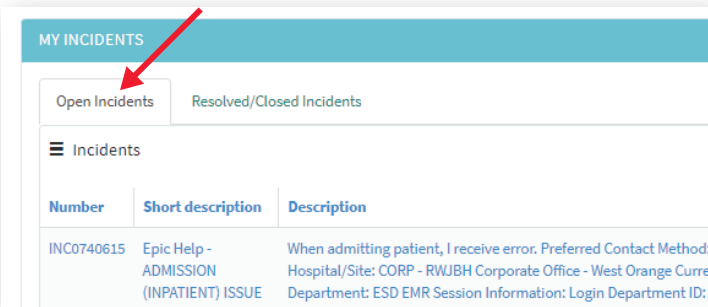 MY INCIDENTS
Open Incidents Resolved/Closed Incidents
Incidents
Number Short description Description
INC0740615 Epic Help - When admitting patient, I receive error. Preferred Contact Method:
ADMISSION Hospital/Site: CORP - RWJBH Corporate Office - West Orange Curre
(INPATIENT) ISSUE Department: ESD EMR Session Information: Login Department ID: